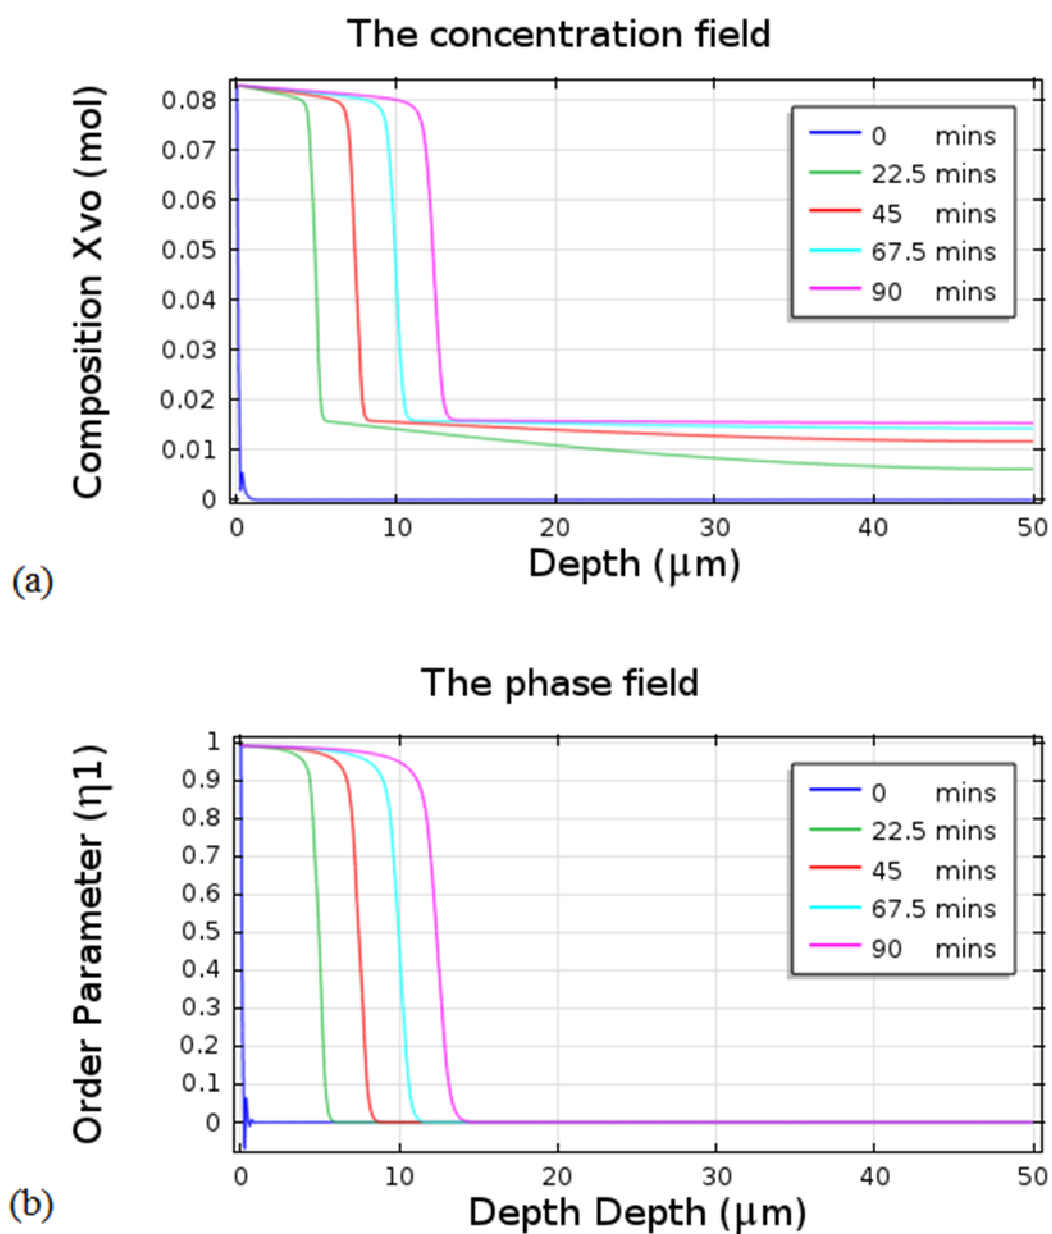 The concentration field
Composition Xvo (mol)
0.08
0.07
0.06
0.05
0.04
0.03
0.02
0.01
0
0 mins
22.5 mins
45 mins
67.5 mins
90 mins
0 10 20 30 40 50
Depth (μm)
(a)
The phase field
Order Parameter (η1)
1
0.9
0.8
0.7
0.6
0.5
0.4
0.3
0.2
0.1
0
0 mins
22.5 mins
45 mins
67.5 mins
90 mins
0 10 20 30 40 50
Depth Depth (μm)
(b)